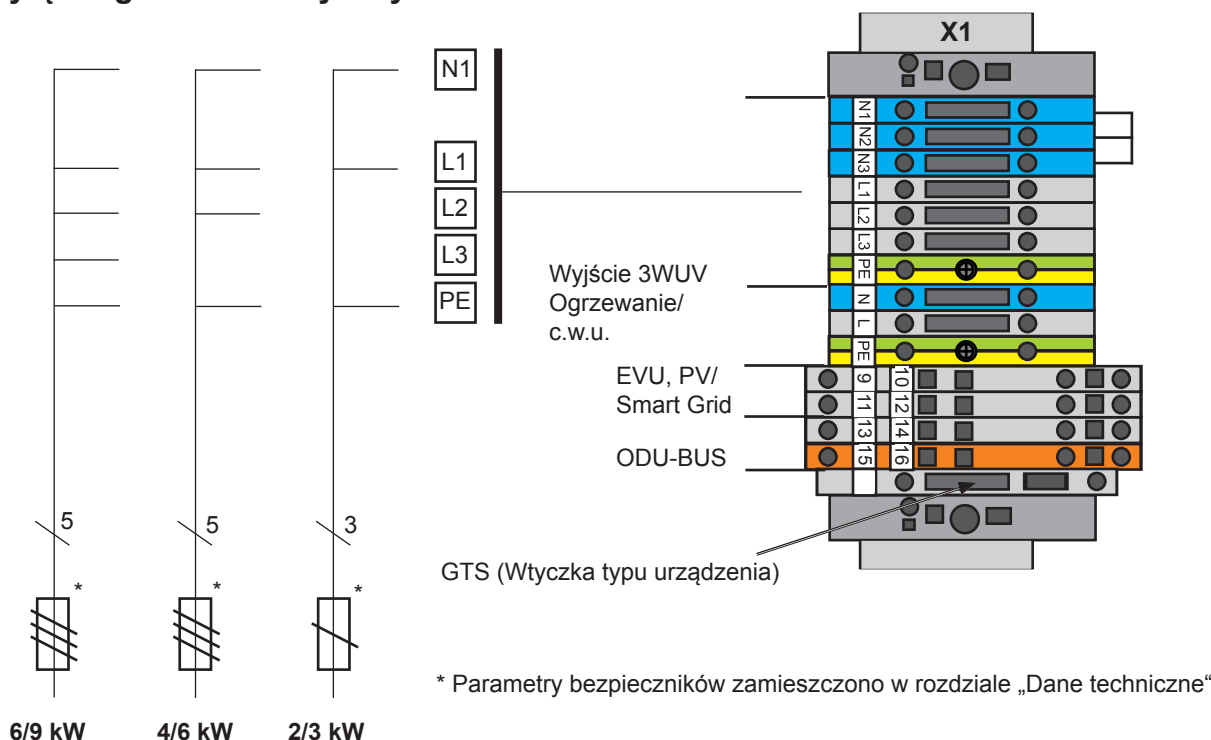 X1
N1
L1
L2
L3
PE
N1
N2
N3
L1
L2
L3
PE
N
L
PE
9 10
11 12
13 14
15 16
Wyjście 3WUV
Ogrzewanie/
c.w.u.
EVU, PV/
Smart Grid
ODU-BUS
GTS (Wtyczka typu urządzenia)
5 5 3
* * *
* Parametry bezpieczników zamieszczono w rozdziale „Dane techniczne“
6/9 kW 4/6 kW 2/3 kW